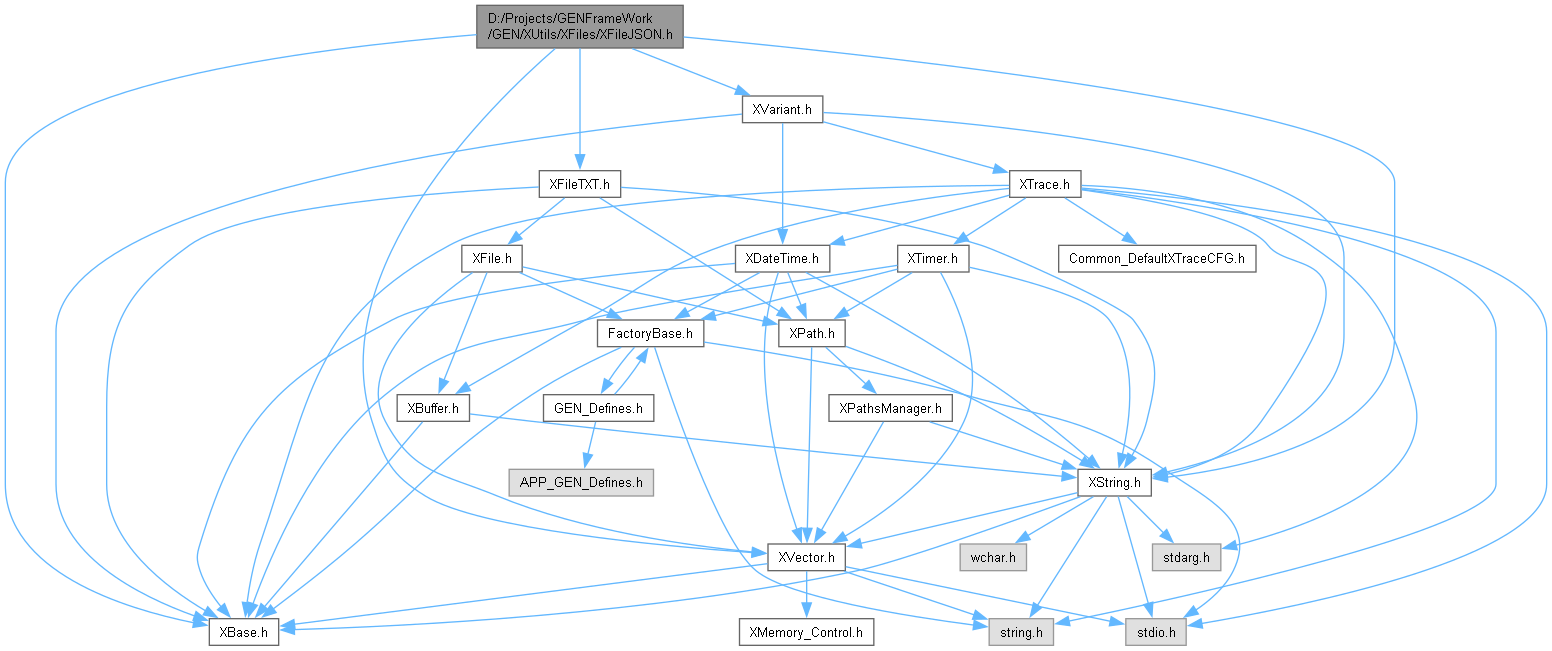 D:/Projects/GENFrameWork
/GEN/XUtils/XFiles/XFileJSON.h
XVariant.h
XFileTXT.h
XTrace.h
XFile.h
XDateTime.h
XTimer.h
Common_DefaultXTraceCFG.h
FactoryBase.h
XPath.h
XBuffer.h
GEN_Defines.h
XPathsManager.h
APP_GEN_Defines.h
XString.h
XVector.h
wchar.h
stdarg.h
XBase.h
XMemory_Control.h
string.h
stdio.h